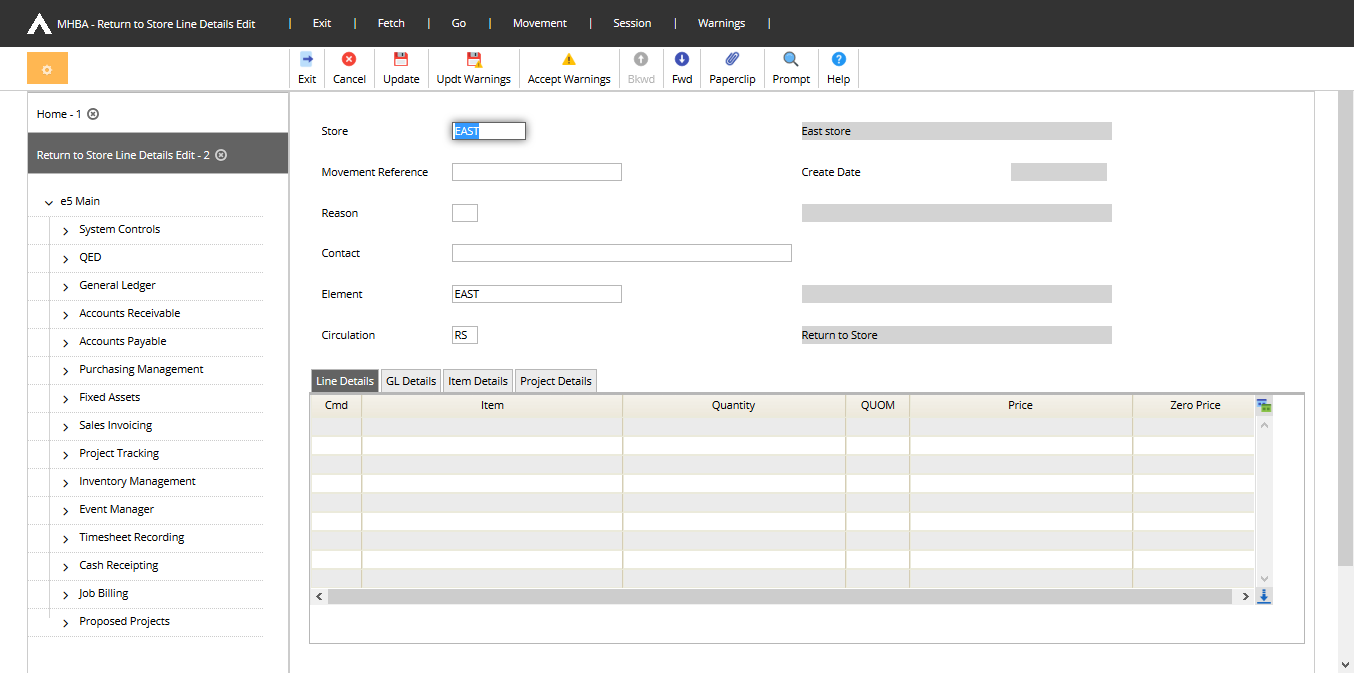 MHBA - Return to Store Line Details Edit | Exit | Fetch | Go | Movement | Session | Warnings |
Exit Cancel Update Updt Warnings Accept Warnings Bkwd Fwd Paperclip Prompt Help
Home - 1
Return to Store Line Details Edit - 2
e5 Main
System Controls
QED
General Ledger
Accounts Receivable
Accounts Payable
Purchasing Management
Fixed Assets
Sales Invoicing
Project Tracking
Inventory Management
Event Manager
Timesheet Recording
Cash Receipting
Job Billing
Proposed Projects
Store EAST East store
Movement Reference Create Date
Reason
Contact
Element EAST
Circulation RS Return to Store
Line Details GL Details Item Details Project Details
Cmd Item Quantity QUOM Price Zero Price